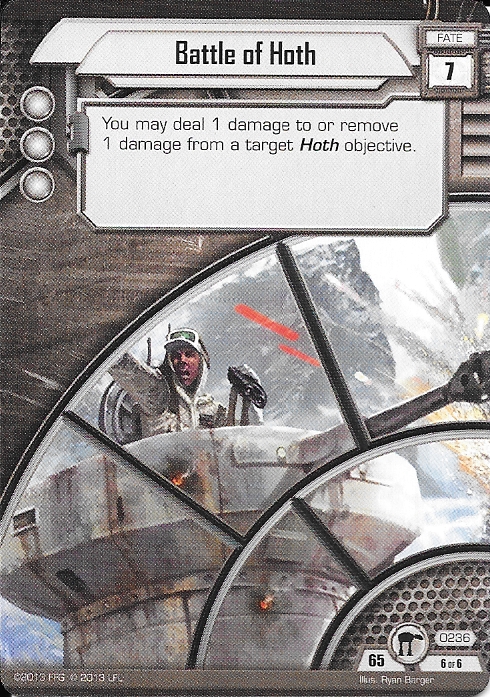 Battle of Hoth
FATE
7
You may deal 1 damage to or remove
1 damage from a target Hoth objective.
0236
65
6 OF 6
©2013 FFG © 2013 LFL
Illus. Ryan Barger